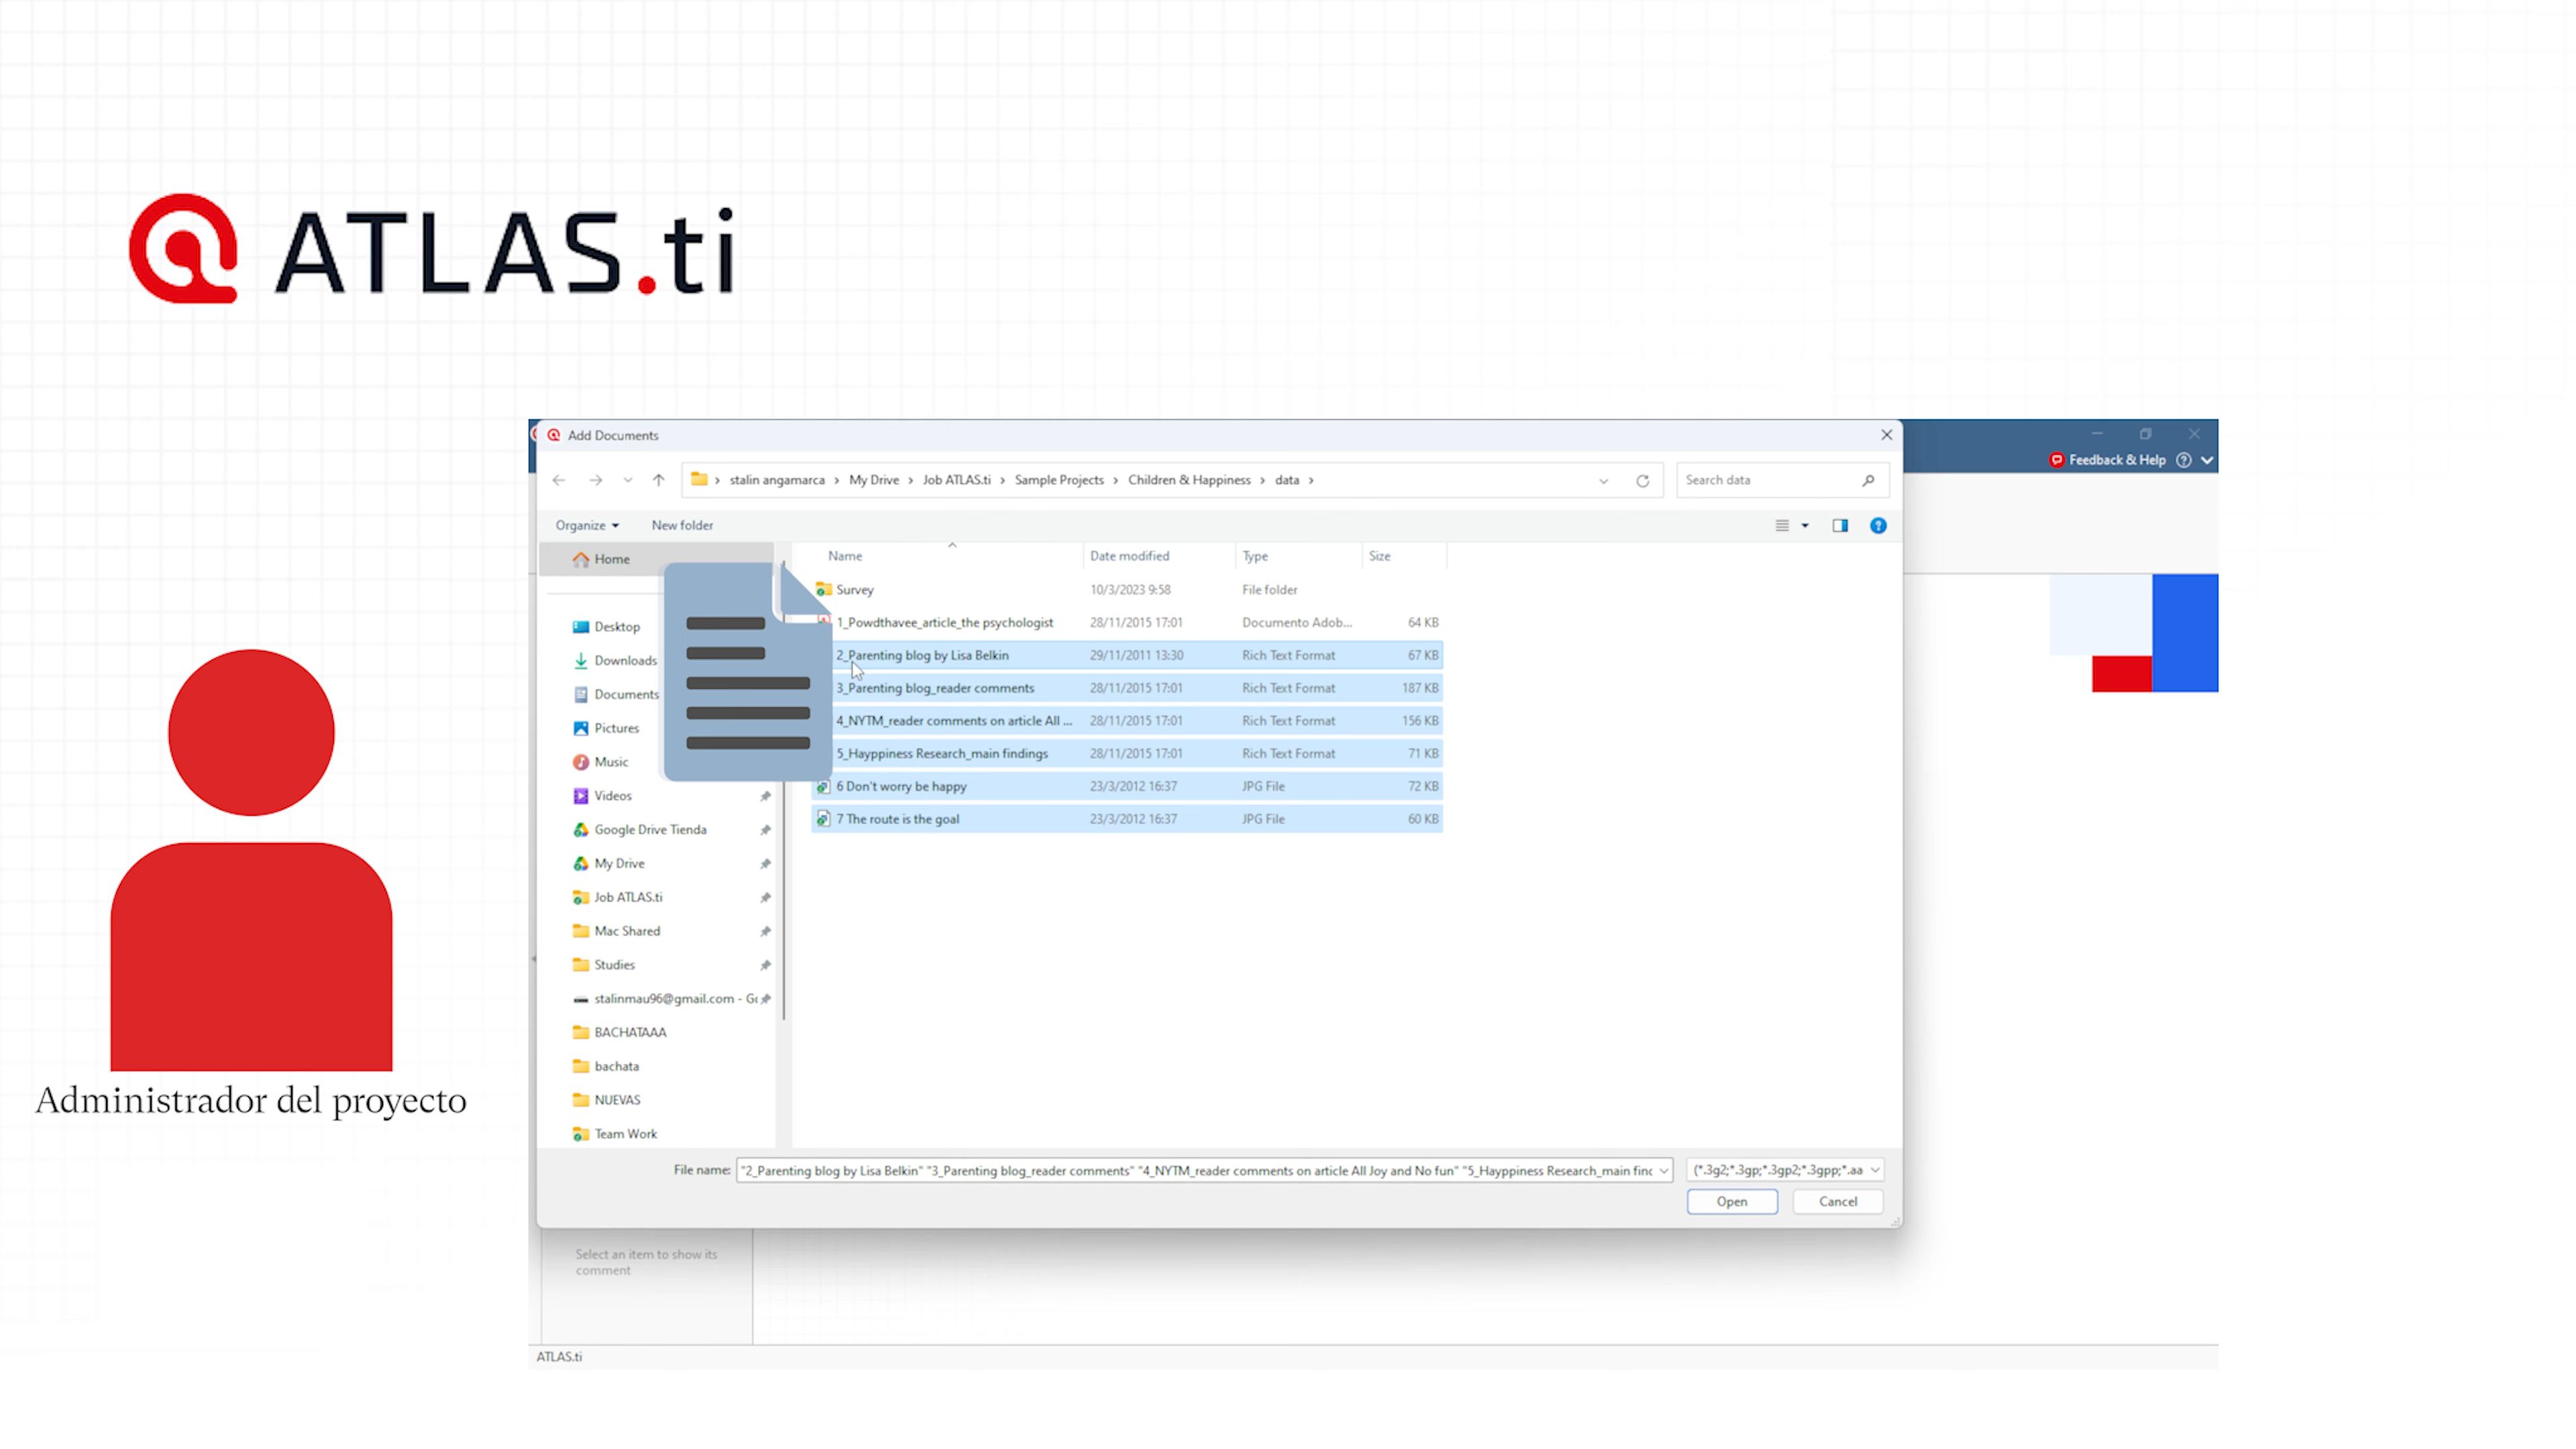 ATLAS.ti
Add Documents
Feedback & Help
stalin angamarca > My Drive > Job ATLAS.ti > Sample Projects > Children & Happiness > data >
Search data
Organize
New folder
Name Date modified Type Size
Home
Desktop
Downloads
Documents
Pictures
Music
Videos
Google Drive Tienda
My Drive
Job ATLAS.ti
Mac Shared
Studies
stalinmau96@gmail.com - G
BACHATAAA
bachata
NUEVAS
Team Work
Survey 10/3/2023 9:58 File folder
1_Powdthavee_article_the psychologist 28/11/2015 17:01 Documento Adob... 64 KB
2_Parenting blog by Lisa Belkin 29/11/2011 13:30 Rich Text Format 67 KB
3_Parenting blog_reader comments 28/11/2015 17:01 Rich Text Format 187 KB
4_NYTM_reader comments on article All ... 28/11/2015 17:01 Rich Text Format 156 KB
5_Hayppiness Research_main findings 28/11/2015 17:01 Rich Text Format 71 KB
6 Don't worry be happy 23/3/2012 16:37 JPG File 72 KB
7 The route is the goal 23/3/2012 16:37 JPG File 60 KB
Administrador del proyecto
File name: "2_Parenting blog by Lisa Belkin" "3_Parenting blog_reader comments" "4_NYTM_reader comments on article All Joy and No fun" "5_Hayppiness Research_main finc
(*.3g2;*.3gp;*.3gp2;*.3gpp;*.aa
Open
Cancel
Select an item to show its
comment
ATLAS.ti